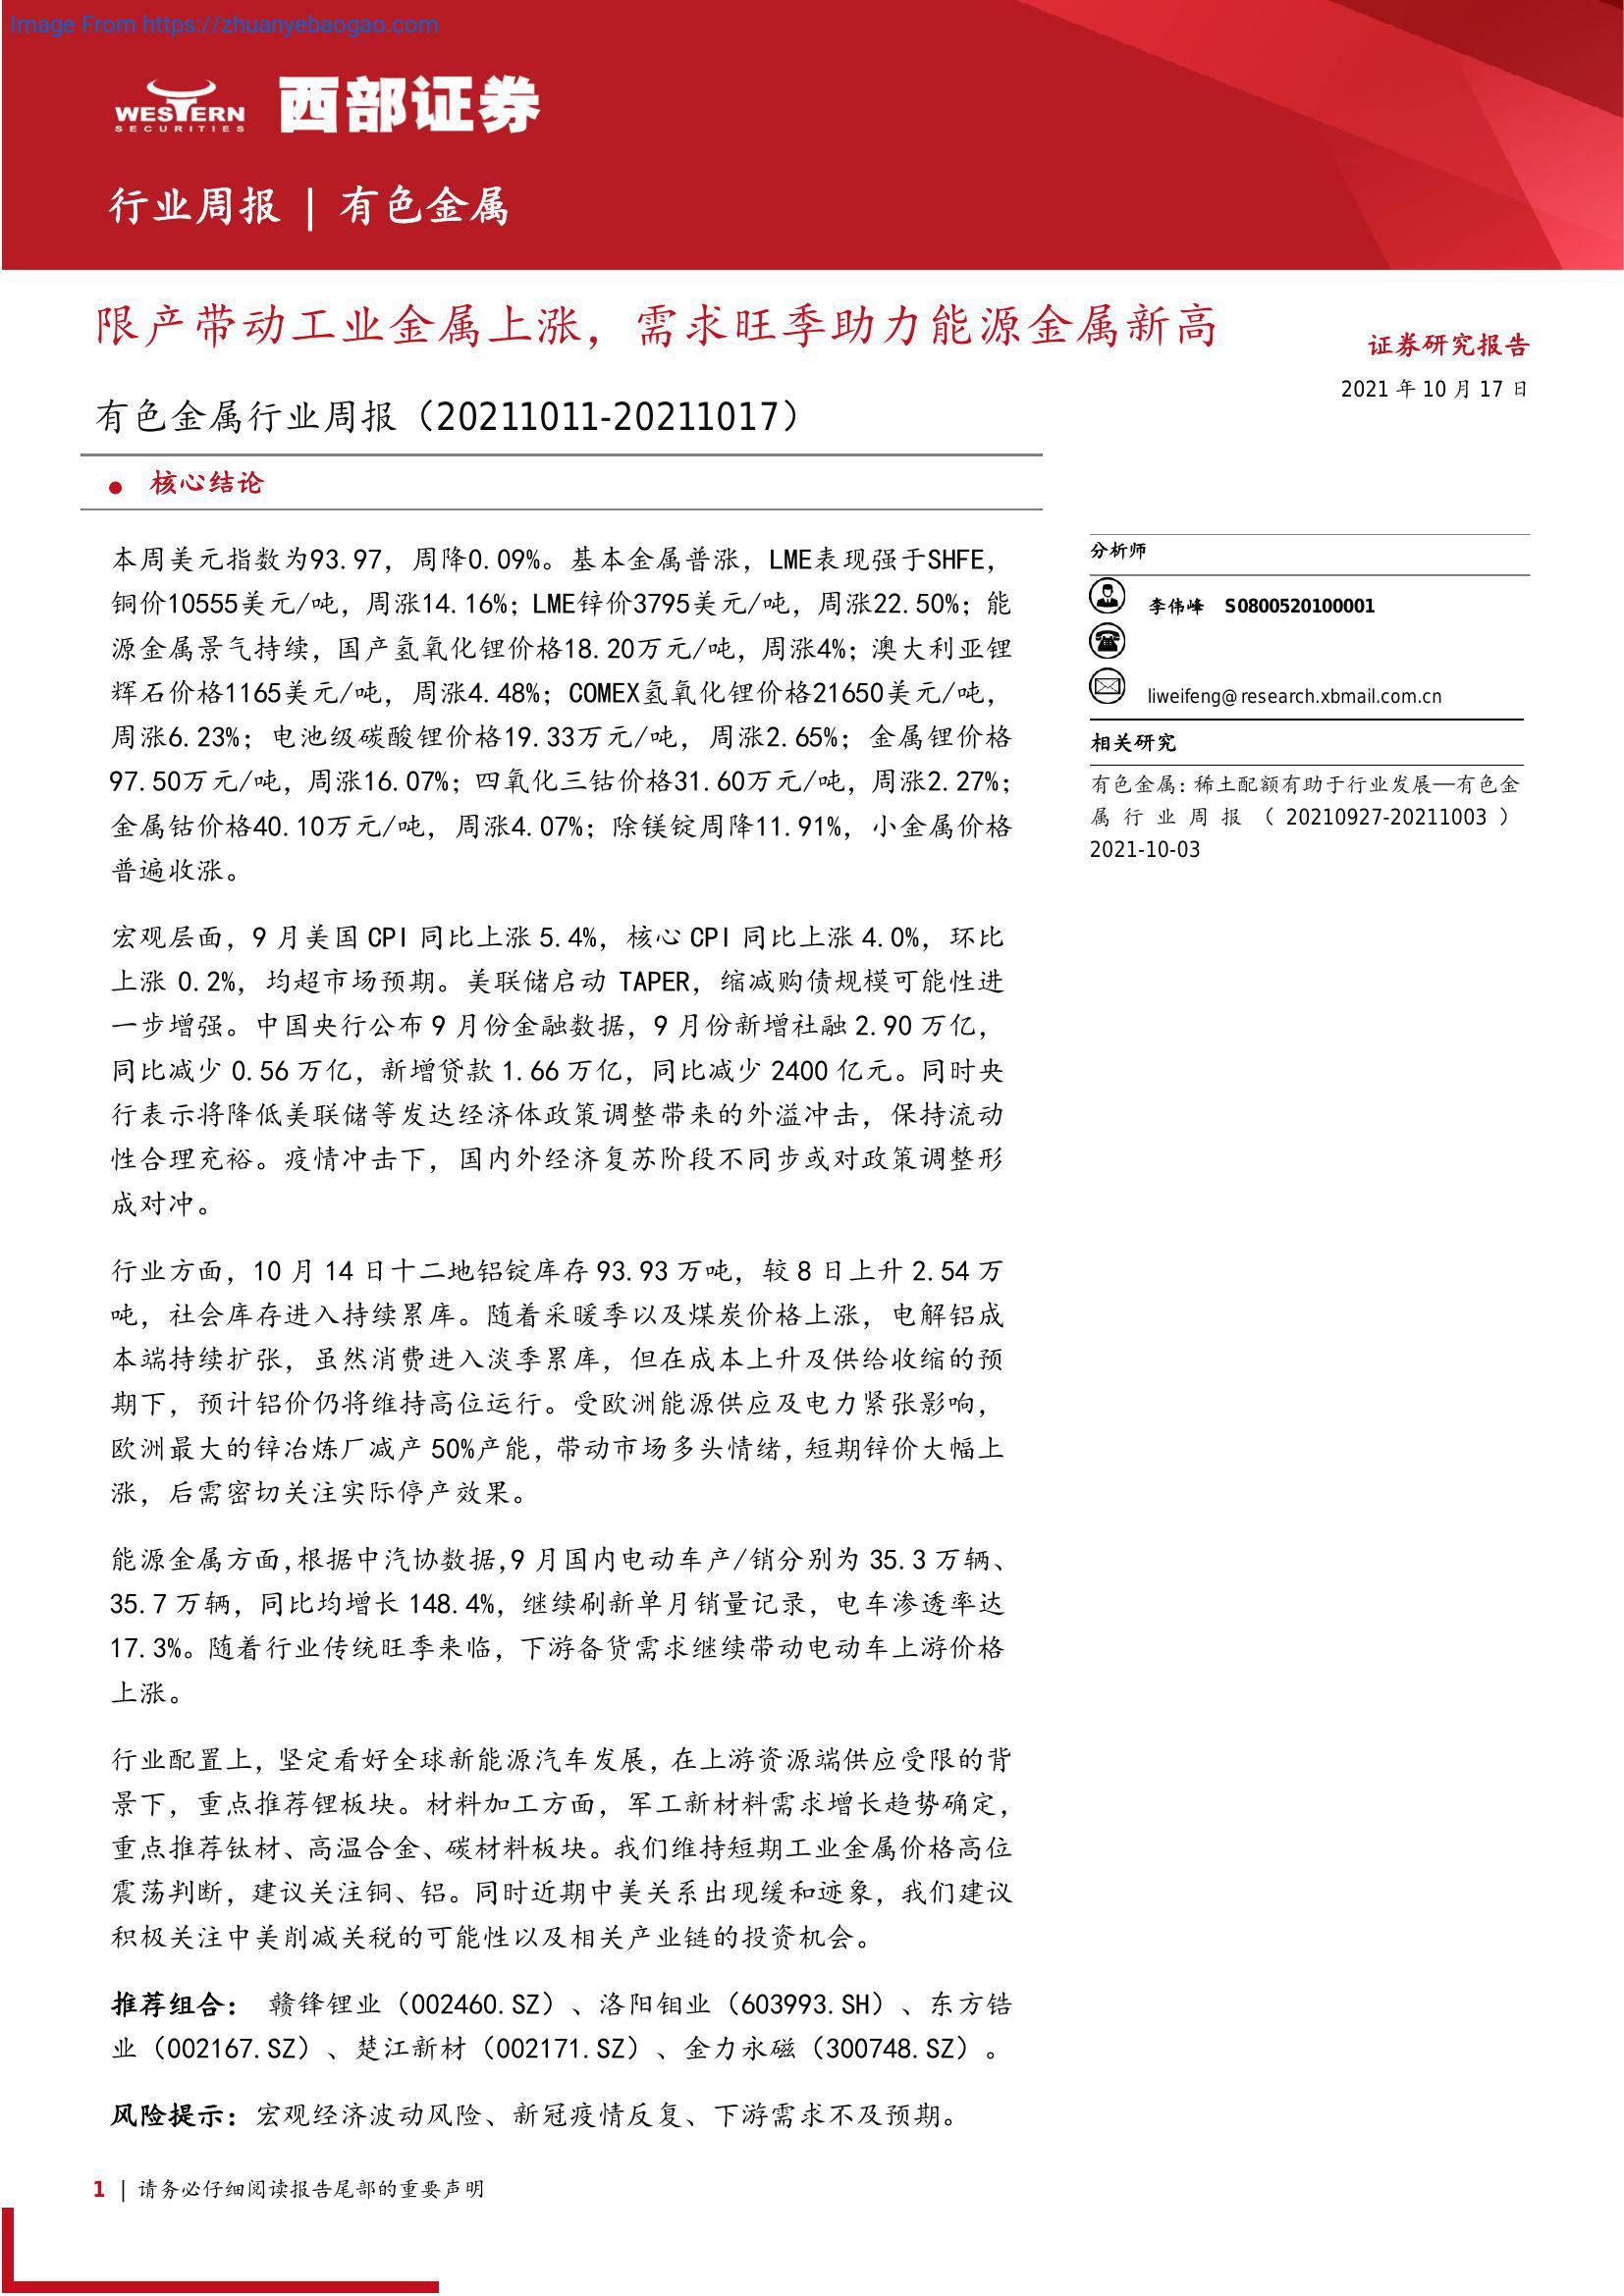 Image From https://zhuanyebaogao.com
WESTERN
SECURITIES
西部证券
行业周报 | 有色金属
限产带动工业金属上涨，需求旺季助力能源金属新高
证券研究报告
2021 年 10 月 17 日
有色金属行业周报（20211011-20211017）
● 核心结论
本周美元指数为93.97，周降0.09%。基本金属普涨，LME表现强于SHFE，
铜价10555美元/吨，周涨14.16%；LME锌价3795美元/吨，周涨22.50%；能
源金属景气持续，国产氢氧化锂价格18.20万元/吨，周涨4%；澳大利亚锂
辉石价格1165美元/吨，周涨4.48%；COMEX氢氧化锂价格21650美元/吨，
周涨6.23%；电池级碳酸锂价格19.33万元/吨，周涨2.65%；金属锂价格
97.50万元/吨，周涨16.07%；四氧化三钴价格31.60万元/吨，周涨2.27%；
金属钴价格40.10万元/吨，周涨4.07%；除镁锭周降11.91%，小金属价格
普遍收涨。
宏观层面，9 月美国 CPI 同比上涨 5.4%，核心 CPI 同比上涨 4.0%，环比
上涨 0.2%，均超市场预期。美联储启动 TAPER，缩减购债规模可能性进
一步增强。中国央行公布 9 月份金融数据，9 月份新增社融 2.90 万亿，
同比减少 0.56 万亿，新增贷款 1.66 万亿，同比减少 2400 亿元。同时央
行表示将降低美联储等发达经济体政策调整带来的外溢冲击，保持流动
性合理充裕。疫情冲击下，国内外经济复苏阶段不同步或对政策调整形
成对冲。
行业方面，10 月 14 日十二地铝锭库存 93.93 万吨，较 8 日上升 2.54 万
吨，社会库存进入持续累库。随着采暖季以及煤炭价格上涨，电解铝成
本端持续扩张，虽然消费进入淡季累库，但在成本上升及供给收缩的预
期下，预计铝价仍将维持高位运行。受欧洲能源供应及电力紧张影响，
欧洲最大的锌冶炼厂减产 50%产能，带动市场多头情绪，短期锌价大幅上
涨，后需密切关注实际停产效果。
能源金属方面,根据中汽协数据,9 月国内电动车产/销分别为 35.3 万辆、
35.7 万辆，同比均增长 148.4%，继续刷新单月销量记录，电车渗透率达
17.3%。随着行业传统旺季来临，下游备货需求继续带动电动车上游价格
上涨。
行业配置上，坚定看好全球新能源汽车发展，在上游资源端供应受限的背
景下，重点推荐锂板块。材料加工方面，军工新材料需求增长趋势确定，
重点推荐钛材、高温合金、碳材料板块。我们维持短期工业金属价格高位
震荡判断，建议关注铜、铝。同时近期中美关系出现缓和迹象，我们建议
积极关注中美削减关税的可能性以及相关产业链的投资机会。
推荐组合： 赣锋锂业（002460.SZ）、洛阳钼业（603993.SH）、东方锆
业（002167.SZ）、楚江新材（002171.SZ）、金力永磁（300748.SZ）。
风险提示：宏观经济波动风险、新冠疫情反复、下游需求不及预期。
分析师
李伟峰 S0800520100001
liweifeng@research.xbmail.com.cn
相关研究
有色金属：稀土配额有助于行业发展—有色金
属行业周报（20210927-20211003）
2021-10-03
1 | 请务必仔细阅读报告尾部的重要声明